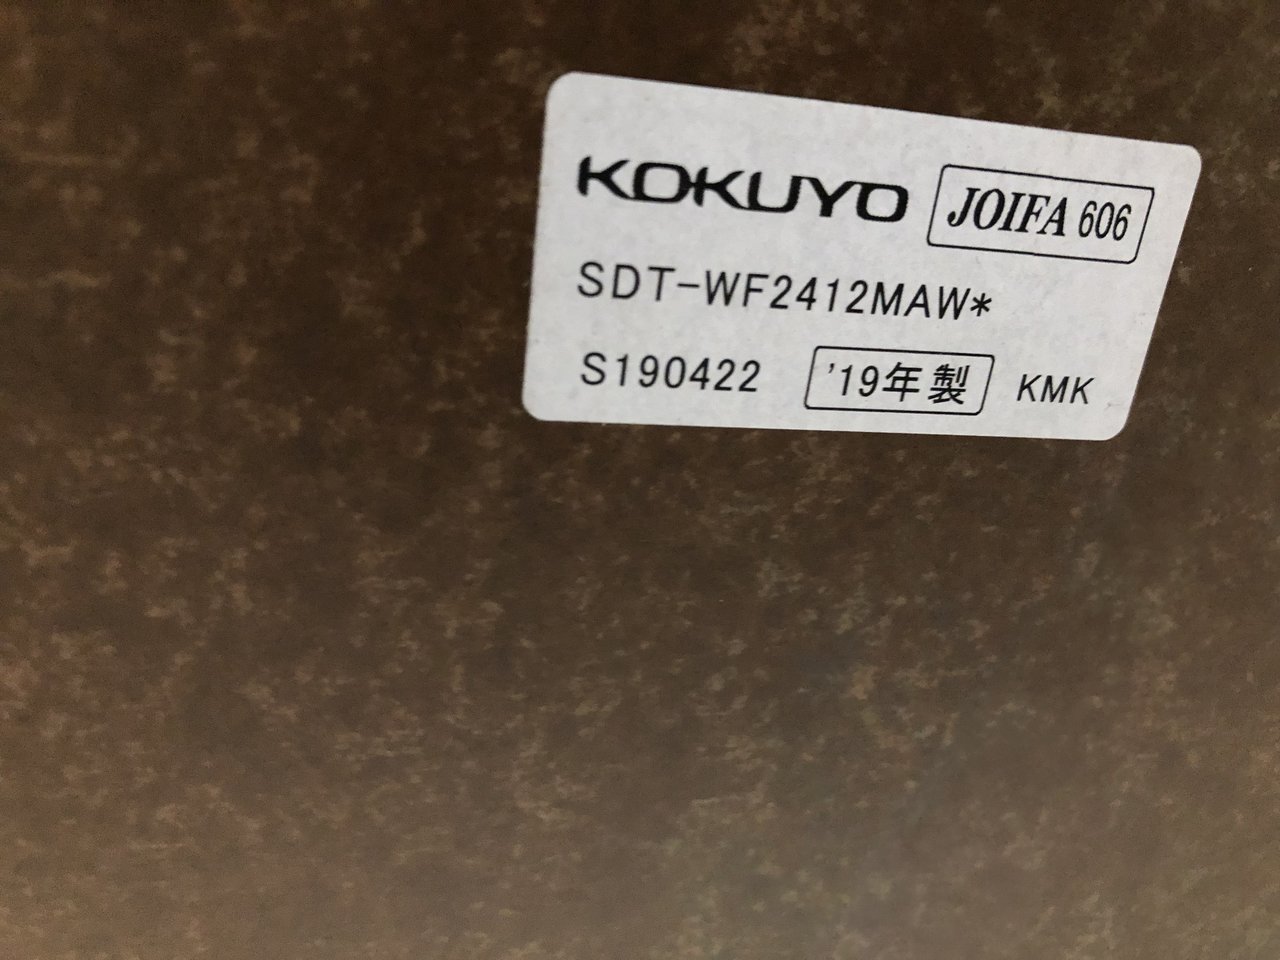 KOKUYO JOIFA 606
SDT-WF2412MAW*
S190422 '19年製 KMK